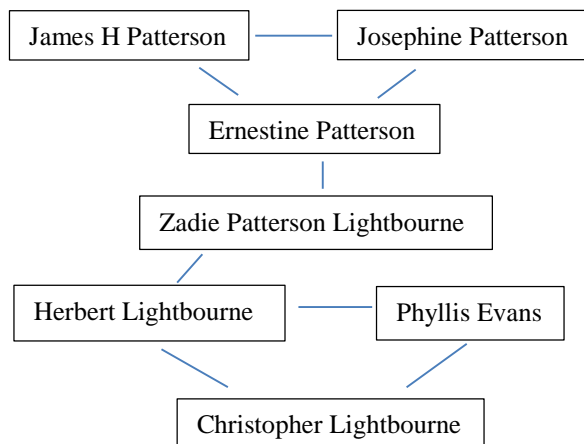 James H Patterson
Josephine Patterson
Ernestine Patterson
Zadie Patterson Lightbourne
Herbert Lightbourne
Phyllis Evans
Christopher Lightbourne